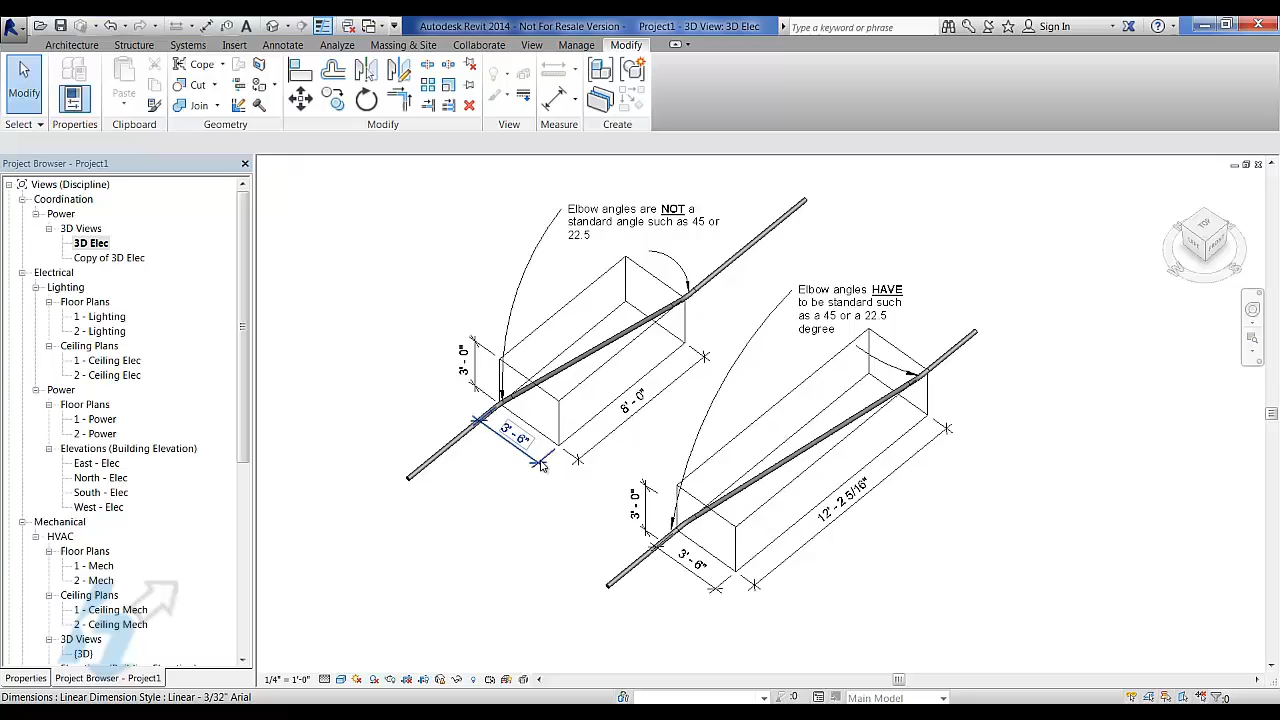 Autodesk Revit 2014 - Not For Resale Version - Project1 - 3D View: 3D Elec
Type a keyword or phrase
Sign In
Architecture Structure Systems Insert Annotate Analyze Massing & Site Collaborate View Manage Modify
Modify
Paste
Cope
Cut
Join
Select Properties Clipboard Geometry Modify View Measure Create
Project Browser - Project1
Views (Discipline)
Coordination
Power
3D Views
3D Elec
Copy of 3D Elec
Electrical
Lighting
Floor Plans
1 - Lighting
2 - Lighting
Ceiling Plans
1 - Ceiling Elec
2 - Ceiling Elec
Power
Floor Plans
1 - Power
2 - Power
Elevations (Building Elevation)
East - Elec
North - Elec
South - Elec
West - Elec
Mechanical
HVAC
Floor Plans
1 - Mech
2 - Mech
Ceiling Plans
1 - Ceiling Mech
2 - Ceiling Mech
3D Views
{3D}
Properties
Project Browser - Project1
Elbow angles are NOT a
standard angle such as 45 or
22.5
3' - 0"
3' - 6"
8' - 0"
Elbow angles HAVE
to be standard such
as a 45 or a 22.5
degree
3' - 0"
3' - 6"
12' - 2 5/16"
TOP
1/4" = 1'-0"
Dimensions : Linear Dimension Style : Linear - 3/32" Arial
:0
Main Model
:0